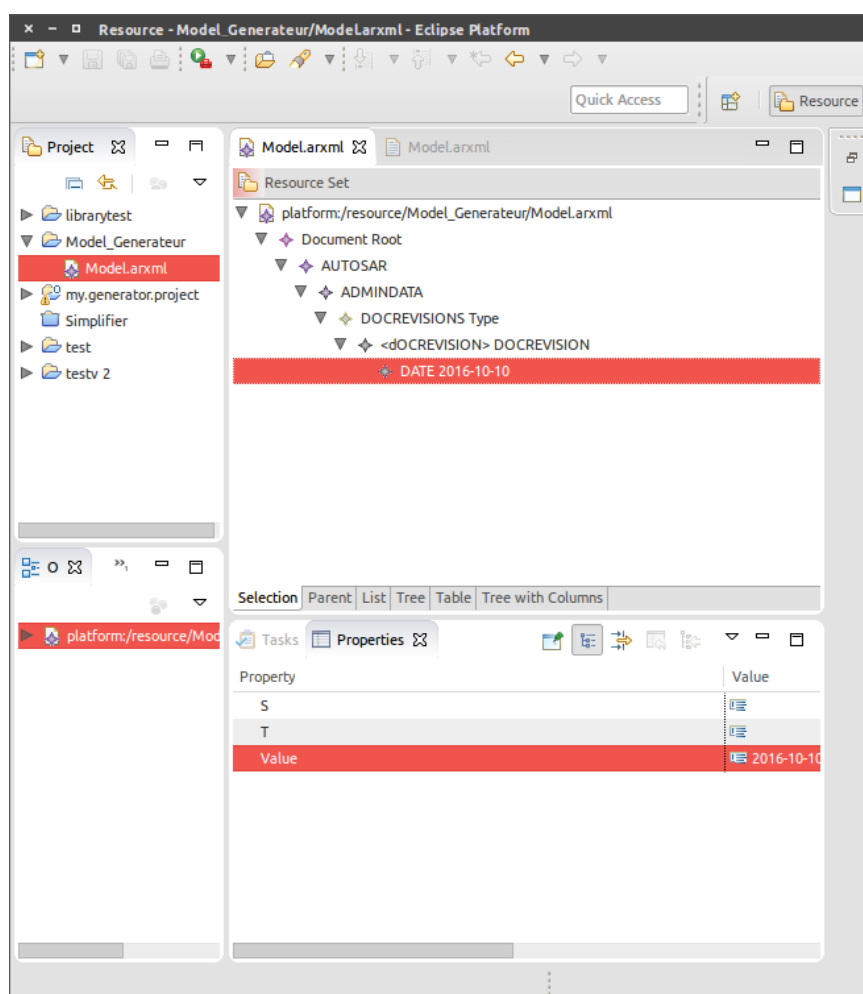 Resource - Model_Generateur/Model.arxml - Eclipse Platform
Quick Access
Resource
Project
librarytest
Model_Generateur
Model.arxml
my.generator.project
Simplifier
test
testv 2
Model.arxml
Model.arxml
Resource Set
platform:/resource/Model_Generateur/Model.arxml
Document Root
AUTOSAR
ADMINDATA
DOCREVISIONS Type
<dOCREVISION> DOCREVISION
DATE 2016-10-10
Selection Parent List Tree Table Tree with Columns
O
»1
platform:/resource/Mod
Tasks
Properties
Property Value
S
T
Value 2016-10-10